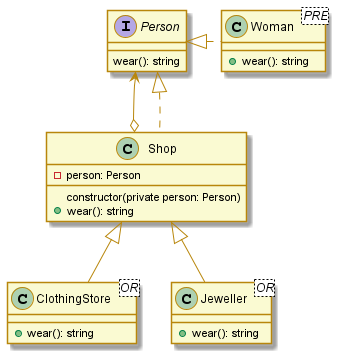 I Person
wear(): string
C Woman
PRE
wear(): string
C Shop
person: Person
constructor(private person: Person)
wear(): string
C ClothingStore
OR
wear(): string
C Jeweller
OR
wear(): string